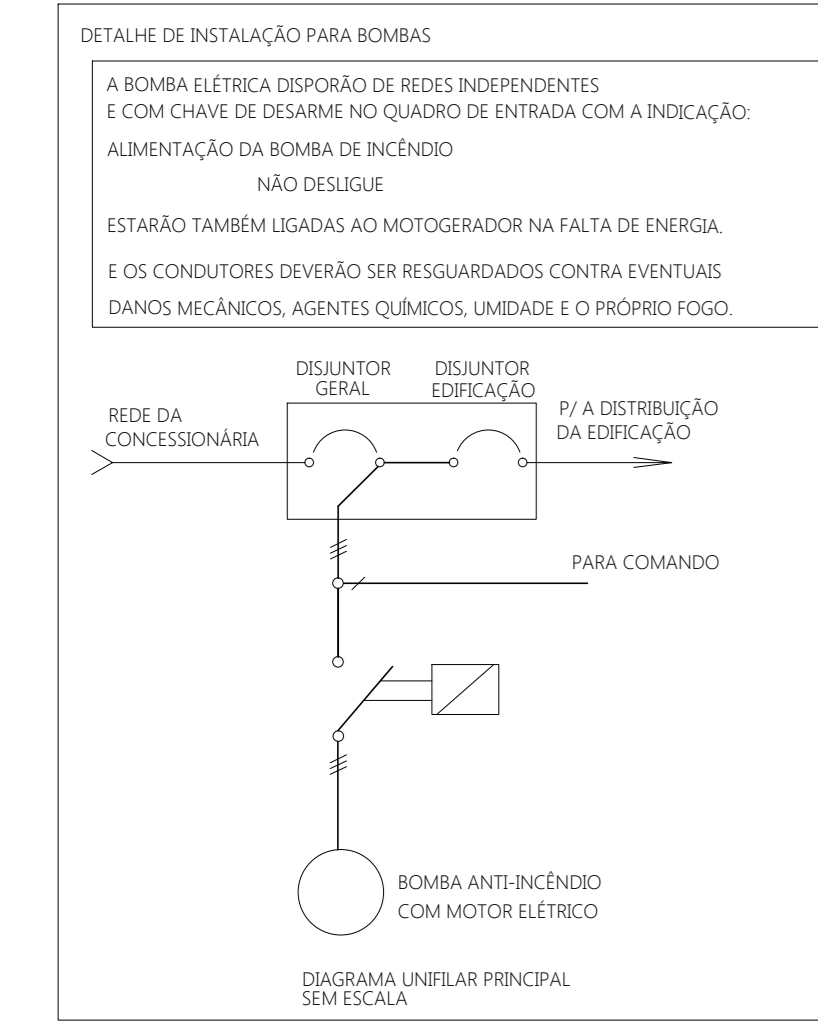 DETALHE DE INSTALAÇÃO PARA BOMBAS
A BOMBA ELÉTRICA DISPORÃO DE REDES INDEPENDENTES
E COM CHAVE DE DESARME NO QUADRO DE ENTRADA COM A INDICAÇÃO:
ALIMENTAÇÃO DA BOMBA DE INCÊNDIO
NÃO DESLIGUE
ESTARÃO TAMBÉM LIGADAS AO MOTOGERADOR NA FALTA DE ENERGIA.
E OS CONDUTORES DEVERÃO SER RESGUARDADOS CONTRA EVENTUAIS
DANOS MECÂNICOS, AGENTES QUÍMICOS, UMIDADE E O PRÓPRIO FOGO.
DISJUNTOR
GERAL
DISJUNTOR
EDIFICAÇÃO
REDE DA
CONCESSIONÁRIA
P/ A DISTRIBUIÇÃO
DA EDIFICAÇÃO
PARA COMANDO
BOMBA ANTI-INCÊNDIO
COM MOTOR ELÉTRICO
DIAGRAMA UNIFILAR PRINCIPAL
SEM ESCALA